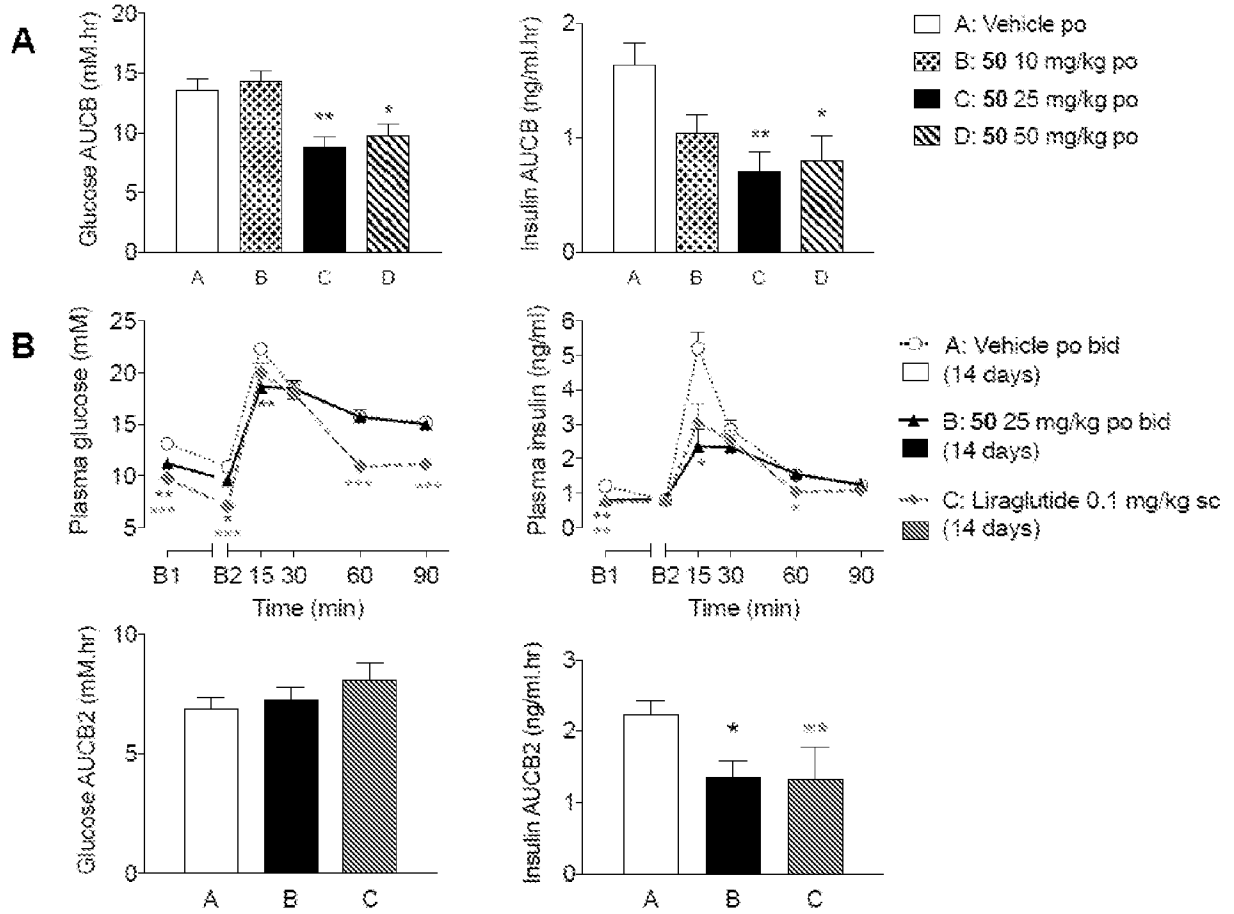 A
Glucose AUCB (mM.hr)
20
15
10
5
0
**
*
A B C D
Insulin AUCB (ng/ml.hr)
2
1
0
**
*
A B C D
A: Vehicle po
B: 50 10 mg/kg po
C: 50 25 mg/kg po
D: 50 50 mg/kg po
B
Plasma glucose (mM)
25
20
15
10
5
**
***
*
***
**
***
***
B1 B2 15 30 60 90
Time (min)
Plasma insulin (ng/ml)
6
5
4
3
2
1
0
**
**
*
*
B1 B2 15 30 60 90
Time (min)
A: Vehicle po bid
(14 days)
B: 50 25 mg/kg po bid
(14 days)
C: Liraglutide 0.1 mg/kg sc
(14 days)
Glucose AUCB2 (mM.hr)
10
5
0
A B C
Insulin AUCB2 (ng/ml.hr)
3
2
1
0
*
**
A B C